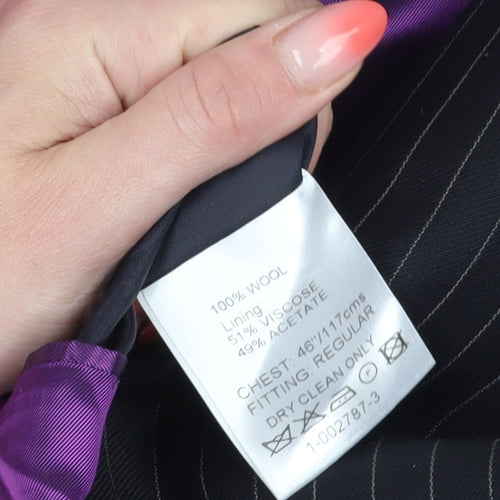 100% WOOL
Lining
51% VISCOSE
49% ACETATE
CHEST: 46"/117cms
FITTING: REGULAR
DRY CLEAN ONLY
1-002787-3